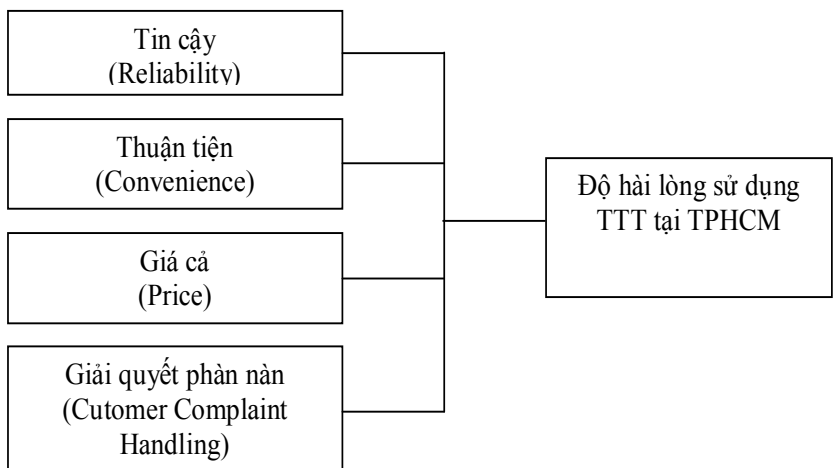 Tin cậy
(Reliability)
Thuận tiện
(Convenience)
Giá cả
(Price)
Giải quyết phàn nàn
(Cutomer Complaint
Handling)
Độ hài lòng sử dụng
TTT tại TPHCM